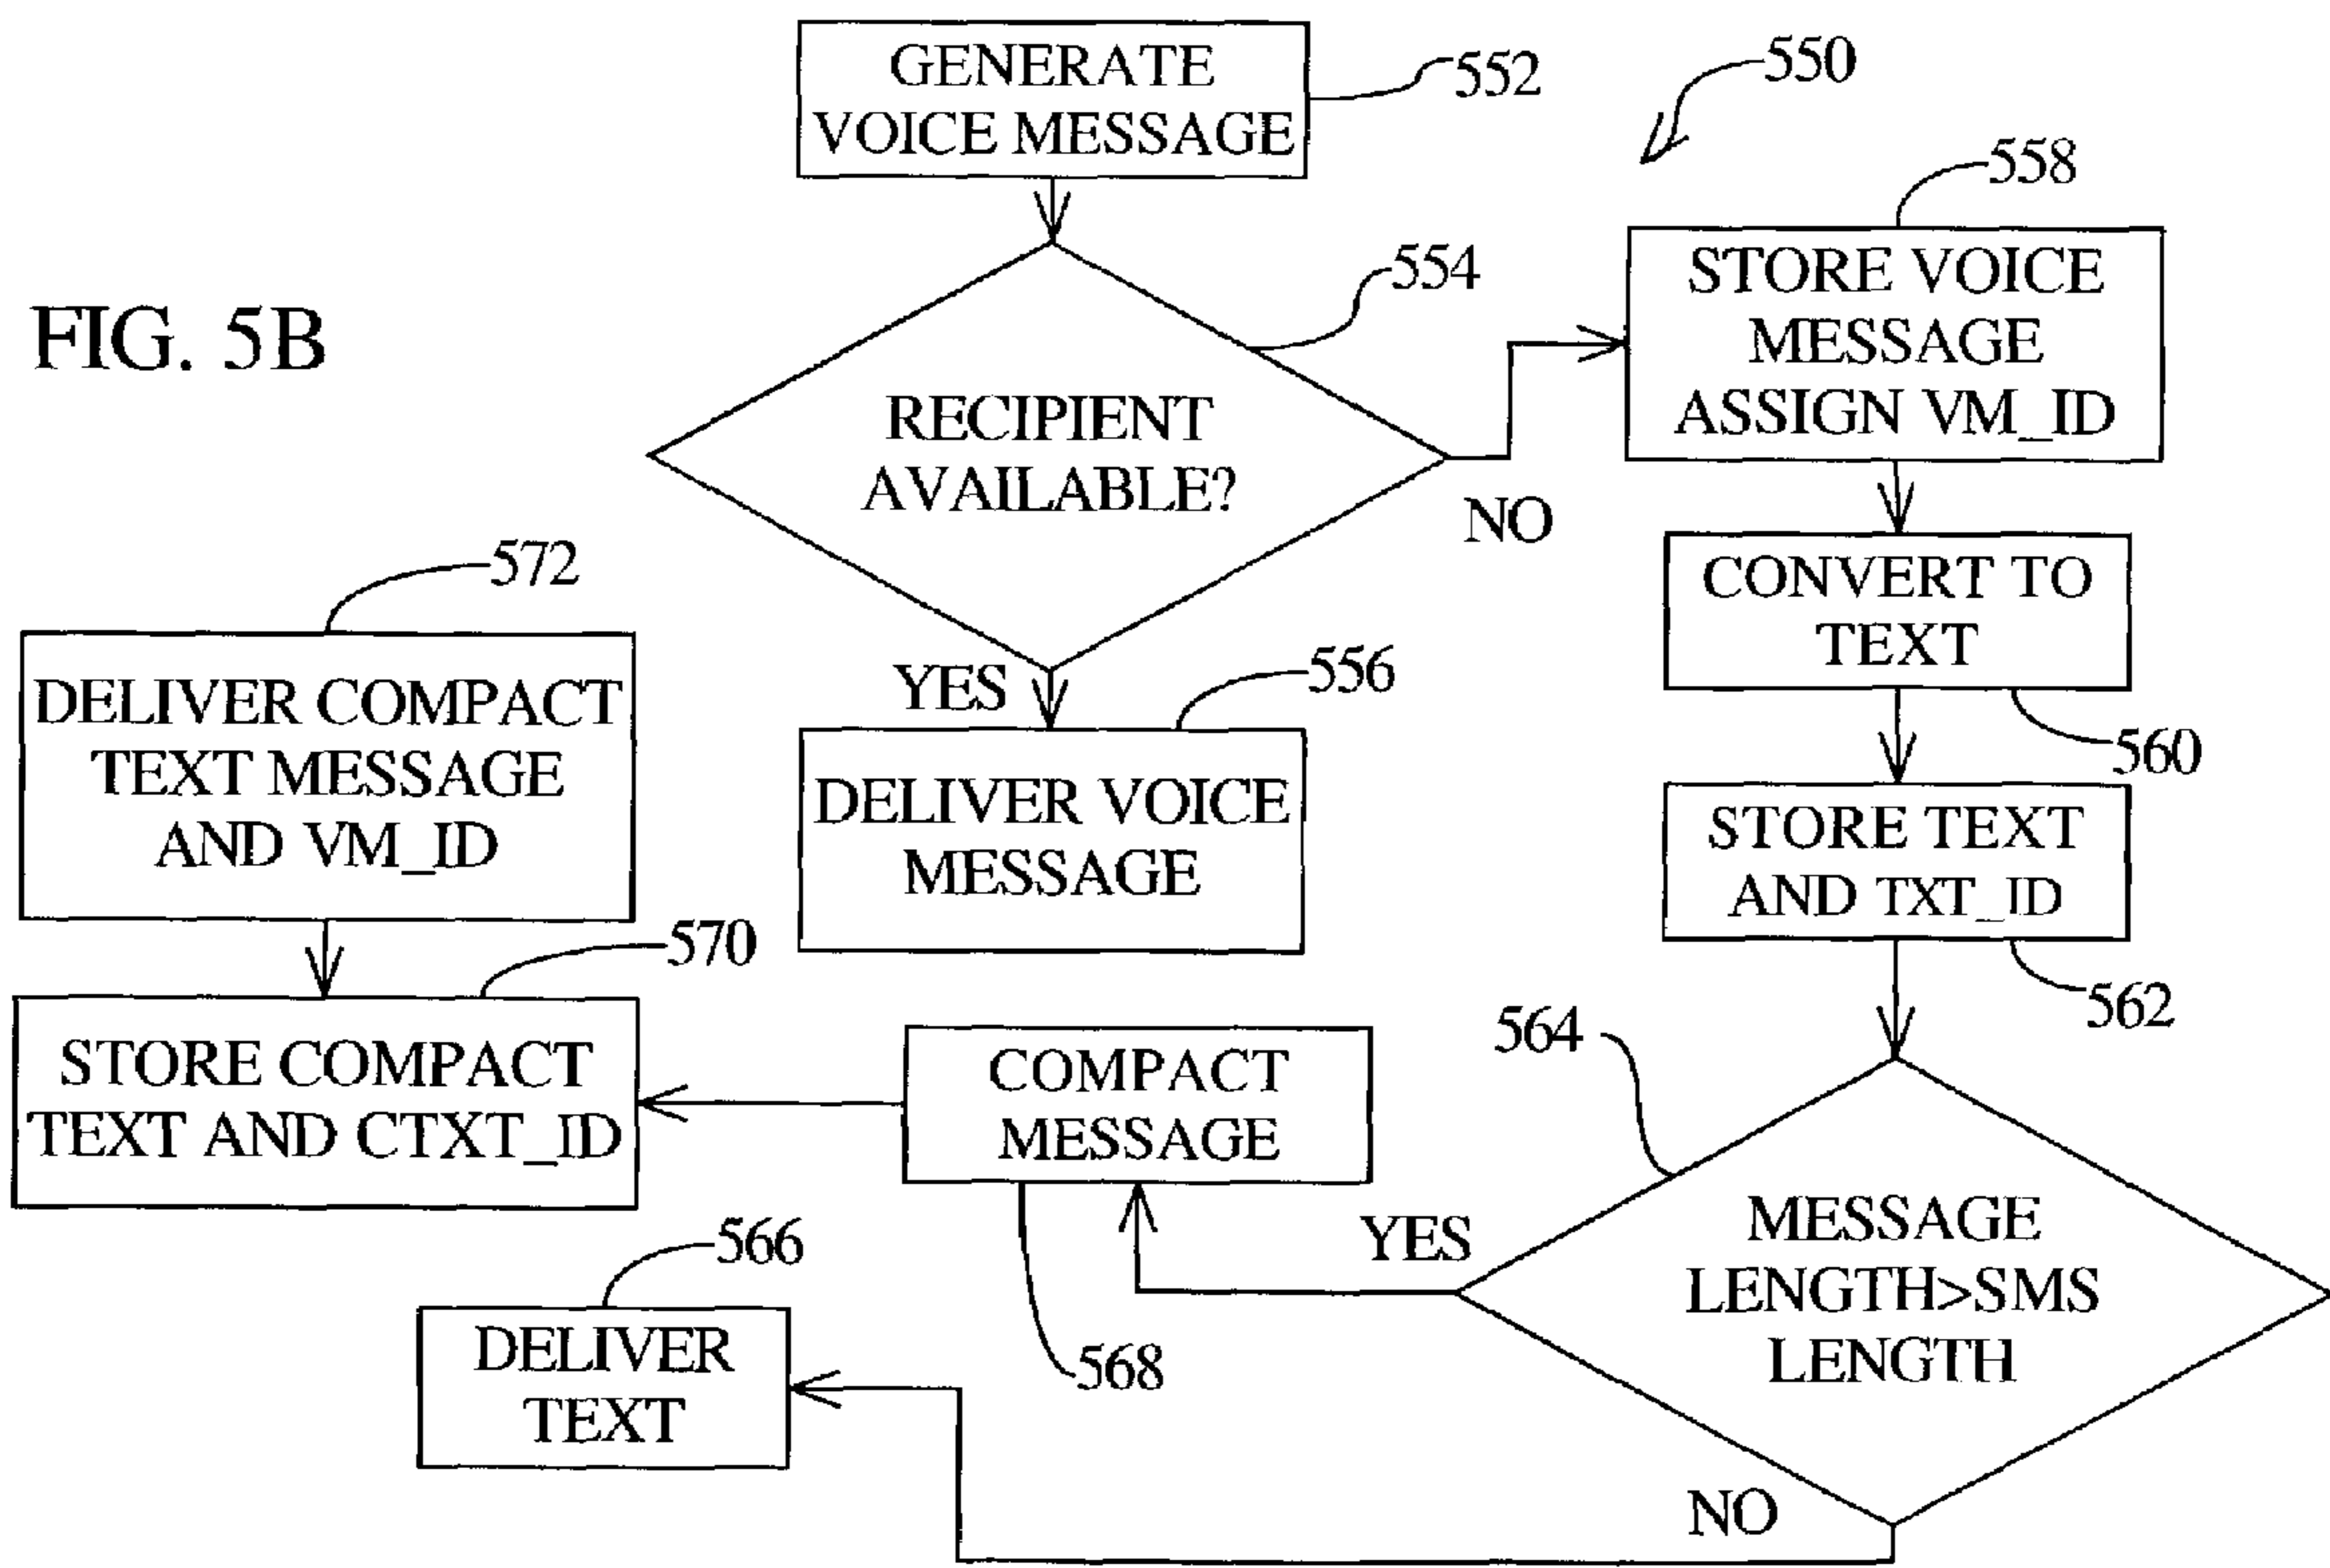 GENERATE
VOICE MESSAGE
552
550
558
FIG. 5B
554
RECIPIENT
AVAILABLE?
NO
YES
STORE VOICE
MESSAGE
ASSIGN VM_ID
CONVERT TO
TEXT
560
556
DELIVER VOICE
MESSAGE
STORE TEXT
AND TXT_ID
562
572
DELIVER COMPACT
TEXT MESSAGE
AND VM_ID
570
STORE COMPACT
TEXT AND CTXT_ID
COMPACT
MESSAGE
568
564
MESSAGE
LENGTH>SMS
LENGTH
YES
NO
566
DELIVER
TEXT